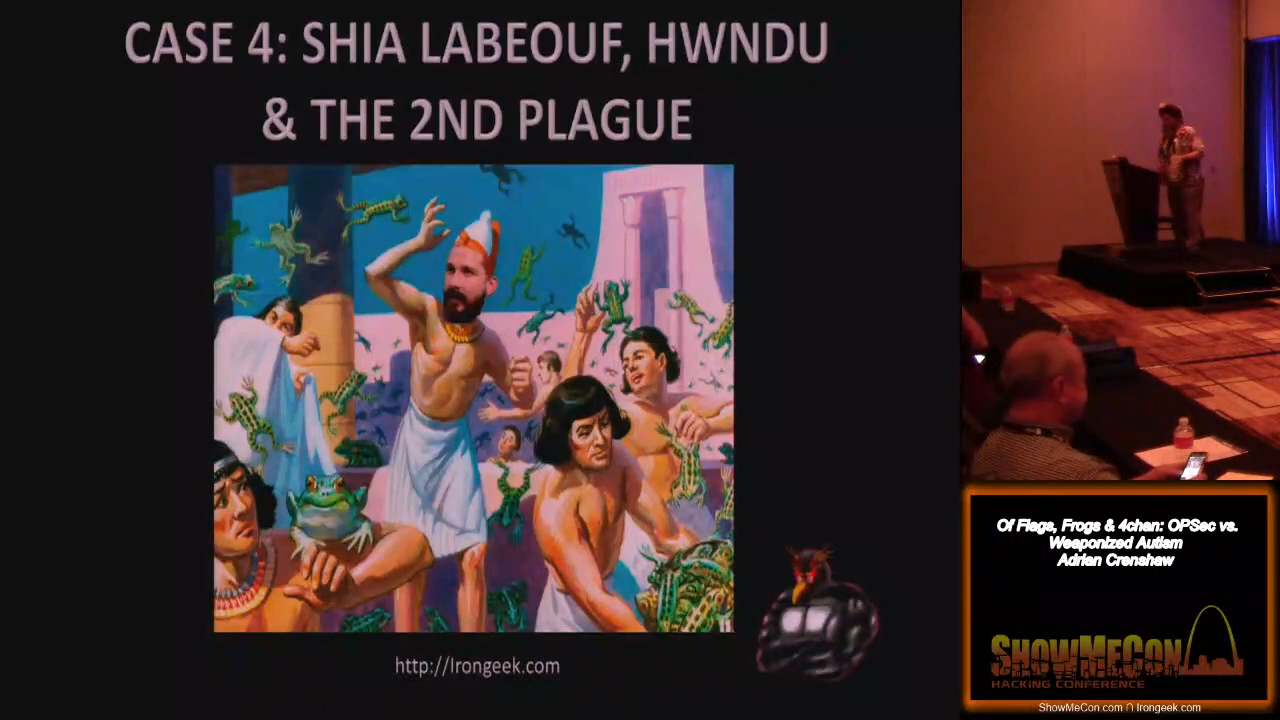 CASE 4: SHIA LABEOUF, HWNDU
& THE 2ND PLAGUE
http://Irongeek.com
Of Flags, Frogs & 4chan: OPSec vs.
Weaponized Autism
Adrian Crenshaw
SHOWMECON
HACKING CONFERENCE
ShowMeCon.com ∩ Irongeek.com